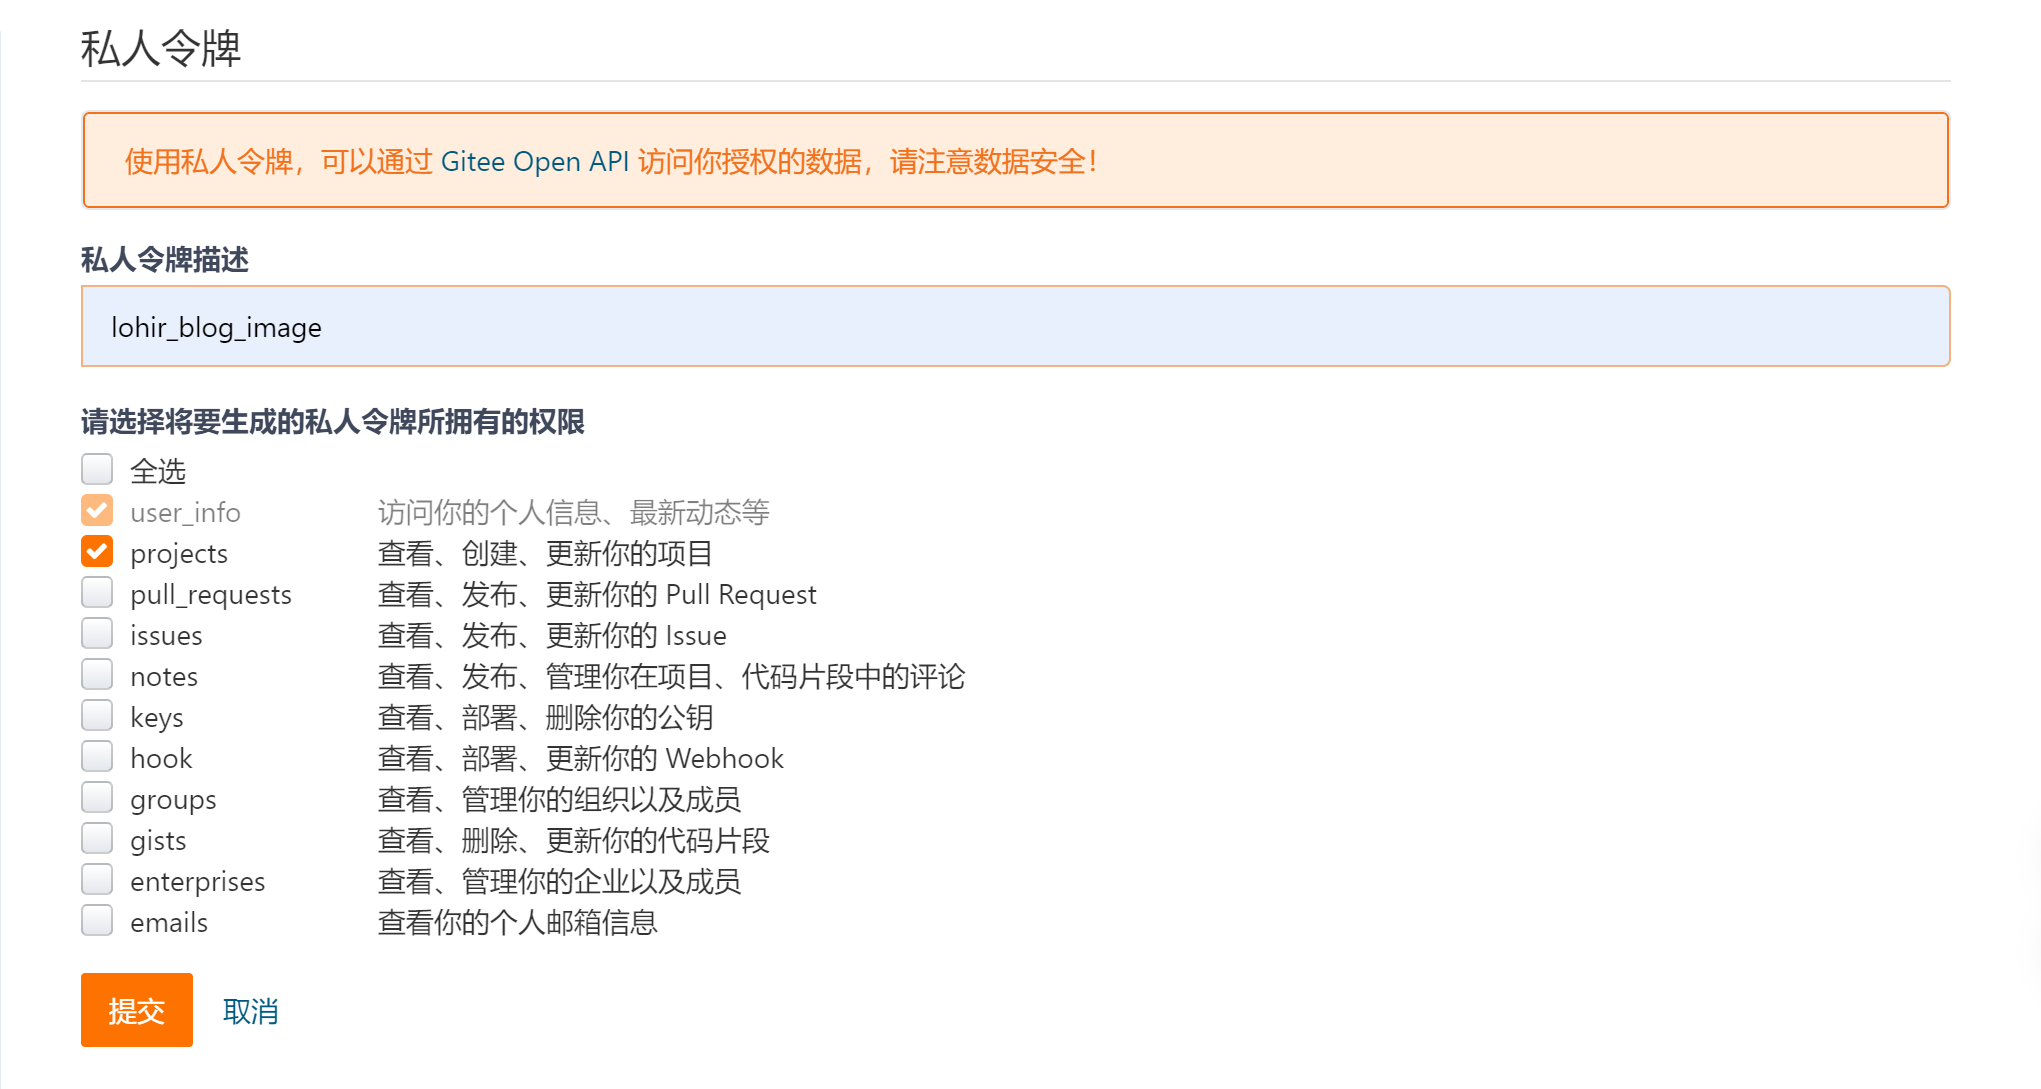 私人令牌
使用私人令牌，可以通过 Gitee Open API 访问你授权的数据，请注意数据安全！
私人令牌描述
lohir_blog_image
请选择将要生成的私人令牌所拥有的权限
全选
user_info 访问你的个人信息、最新动态等
projects 查看、创建、更新你的项目
pull_requests 查看、发布、更新你的 Pull Request
issues 查看、发布、更新你的 Issue
notes 查看、发布、管理你在项目、代码片段中的评论
keys 查看、部署、删除你的公钥
hook 查看、部署、更新你的 Webhook
groups 查看、管理你的组织以及成员
gists 查看、删除、更新你的代码片段
enterprises 查看、管理你的企业以及成员
emails 查看你的个人邮箱信息
提交 取消